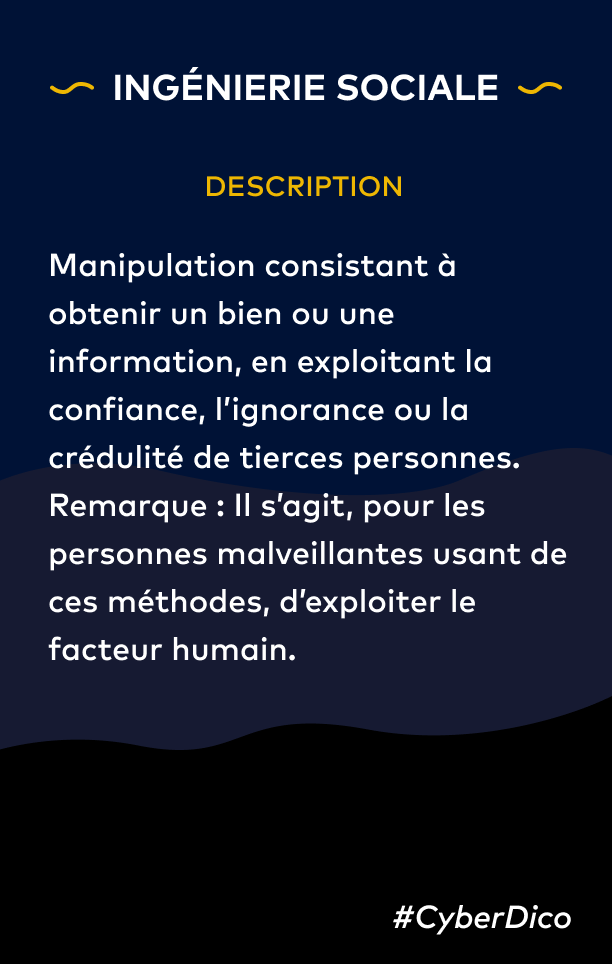 INGÉNIERIE SOCIALE
DESCRIPTION
Manipulation consistant à
obtenir un bien ou une
information, en exploitant la
confiance, l’ignorance ou la
crédulité de tierces personnes.
Remarque : Il s’agit, pour les
personnes malveillantes usant de
ces méthodes, d’exploiter le
facteur humain.
#CyberDico